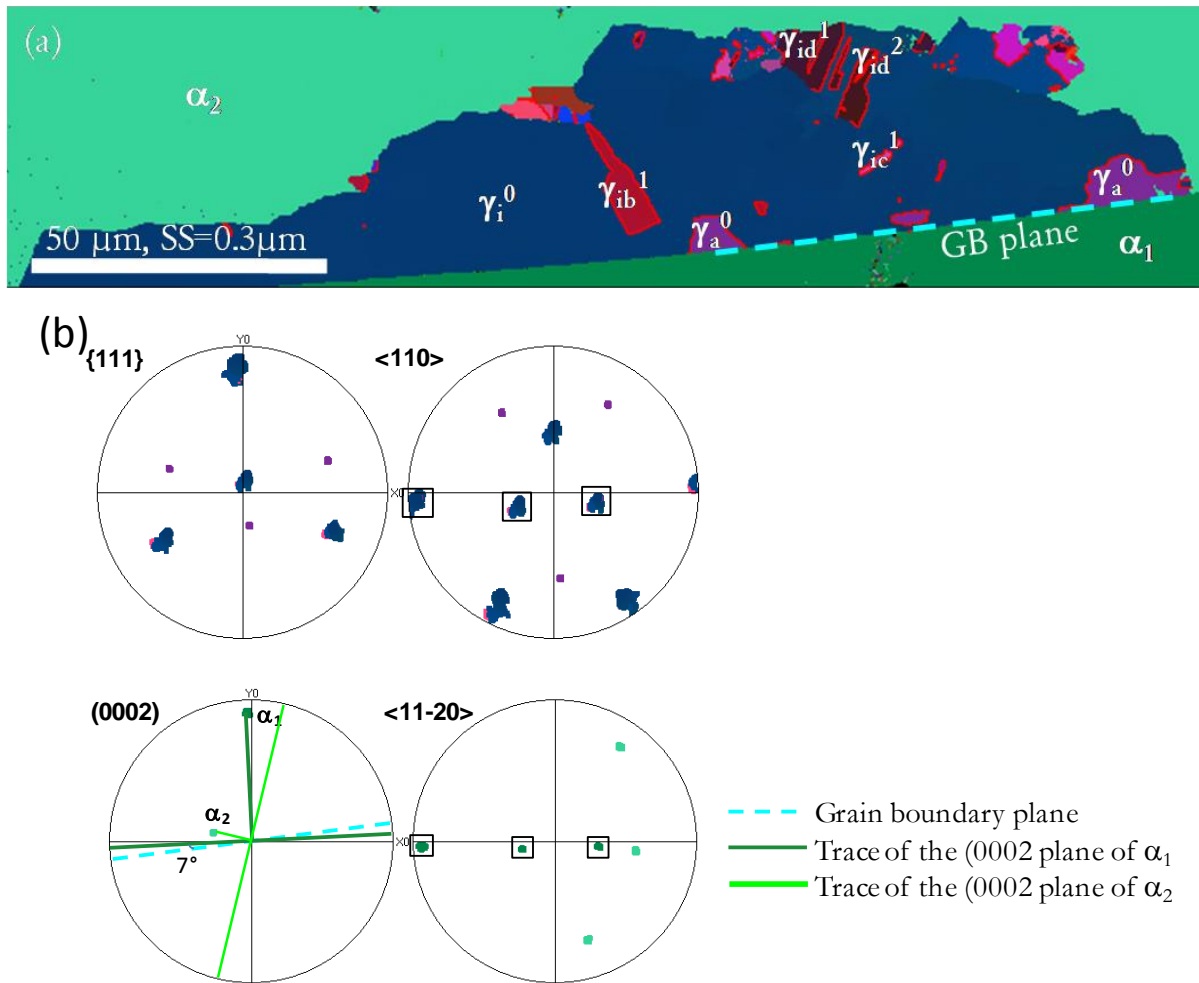 (a)
α₂
γid¹
γid²
γic¹
γi⁰
γib¹
γa⁰
γa⁰
50 µm, SS=0.3µm
GB plane
α₁
(b)
{111}
Y0
<110>
X0
(0002)
Y0
α₁
<11-20>
α₂
X0
7°
Grain boundary plane
Trace of the (0002 plane of α₁
Trace of the (0002 plane of α₂